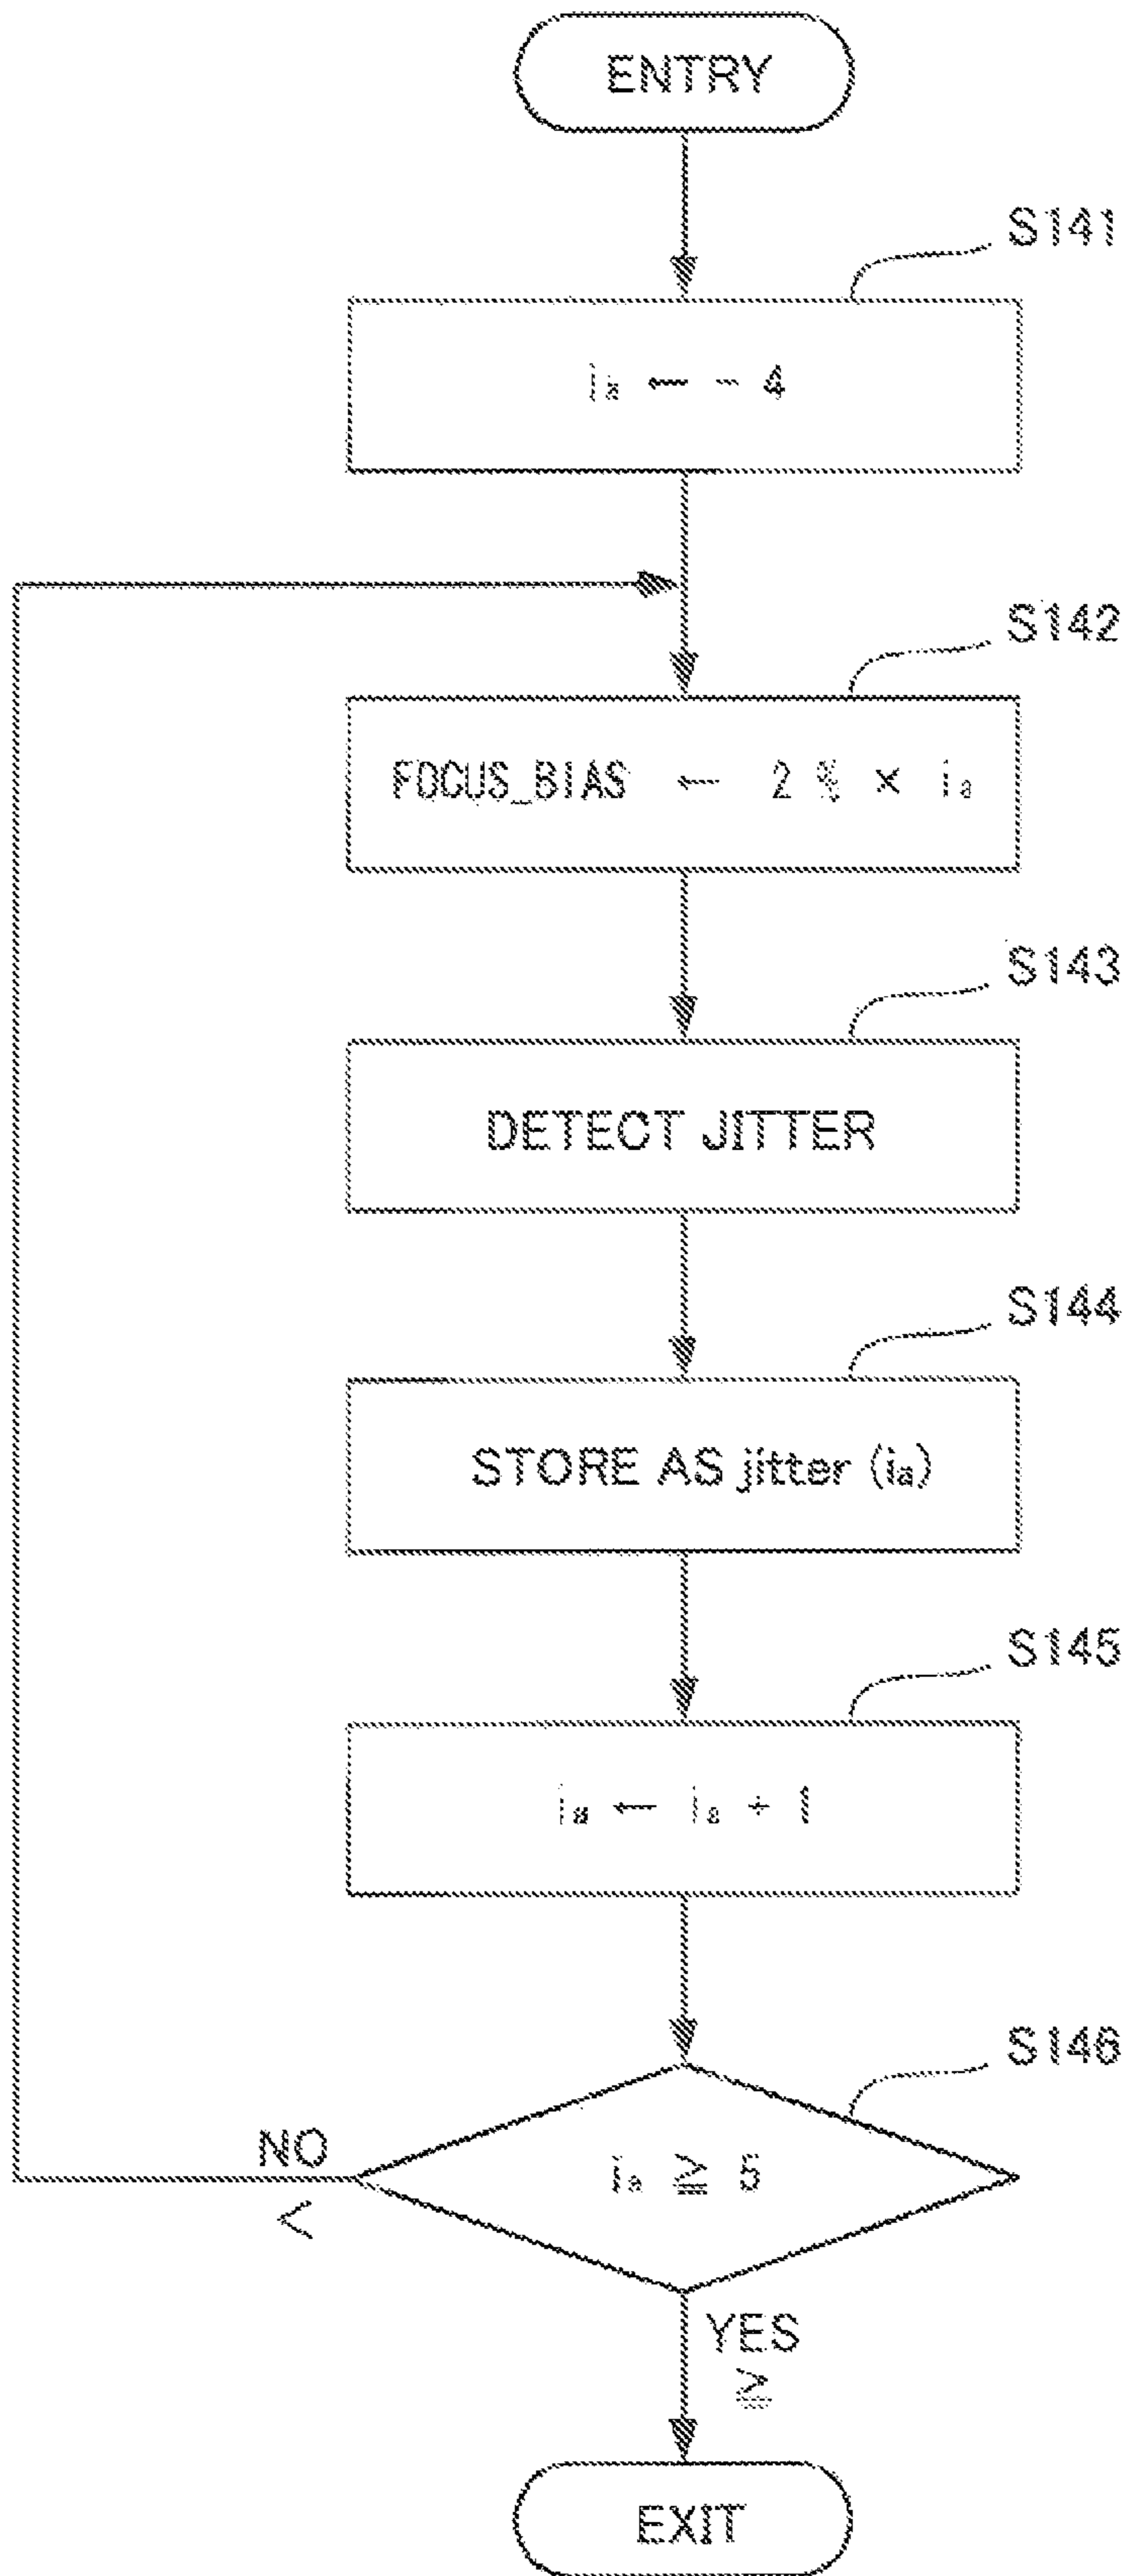 ENTRY
S141
iₐ ← - 4
S142
FOCUS_BIAS ← 2 % × iₐ
S143
DETECT JITTER
S144
STORE AS jitter (iₐ)
S145
iₐ ← iₐ + 1
S146
iₐ ≧ 5
NO
<
YES
≧
EXIT